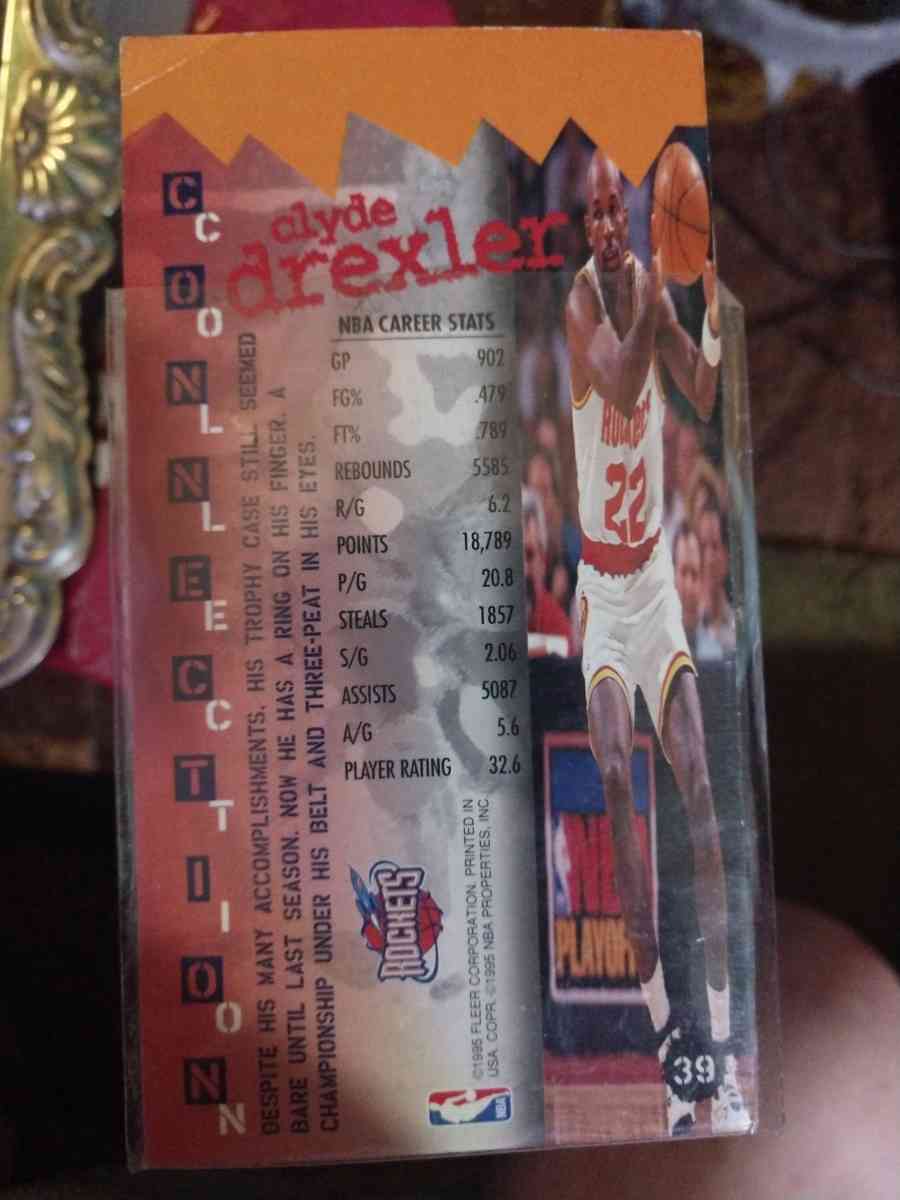 COLLECTION
CONNECTION
clyde
drexler
NBA CAREER STATS
GP 902
FG% .479
FT% .789
REBOUNDS 5585
R/G 6.2
POINTS 18,789
P/G 20.8
STEALS 1857
S/G 2.06
ASSISTS 5087
A/G 5.6
PLAYER RATING 32.6
DESPITE HIS MANY ACCOMPLISHMENTS, HIS TROPHY CASE STILL SEEMED
BARE UNTIL LAST SEASON. NOW HE HAS A RING ON HIS FINGER. A
CHAMPIONSHIP UNDER HIS BELT AND THREE-PEAT IN HIS EYES.
ROCKETS
©1995 FLEER CORPORATION. PRINTED IN
USA. COPR. ©1995 NBA PROPERTIES, INC.
NBA
ROCKETS
22
PLAYOF
39